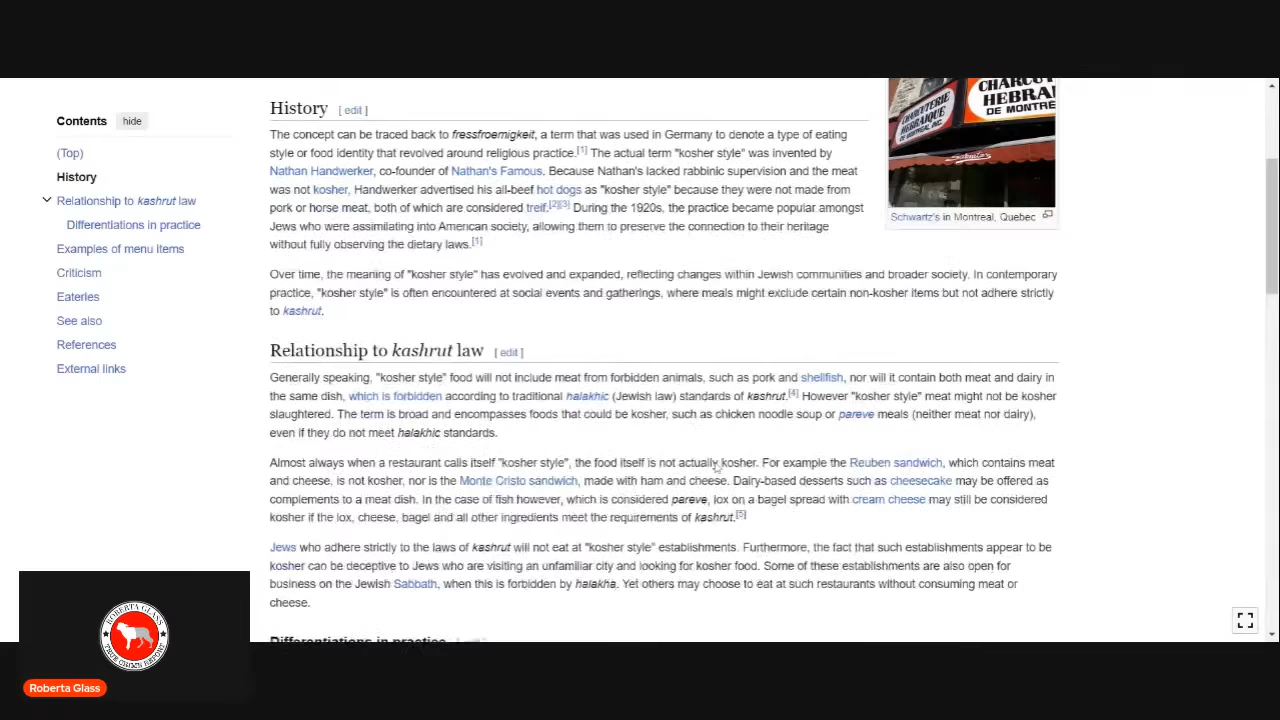 CHARCUT
HEBRA
DE MONTRÉ
CHARCUTERIE
HEBRAIQUE
DE MONTREAL INC.
History [ edit ]
Contents hide
The concept can be traced back to fressfroemigkeit, a term that was used in Germany to denote a type of eating
(Top)
style or food identity that revolved around religious practice.[1] The actual term "kosher style" was invented by
History
Nathan Handwerker, co-founder of Nathan's Famous. Because Nathan's lacked rabbinic supervision and the meat
was not kosher, Handwerker advertised his all-beef hot dogs as "kosher style" because they were not made from
Relationship to kashrut law
pork or horse meat, both of which are considered treif.[2][3] During the 1920s, the practice became popular amongst
Schwartz's in Montreal, Quebec
Differentiations in practice
Jews who were assimilating into American society, allowing them to preserve the connection to their heritage
without fully observing the dietary laws.[1]
Examples of menu items
Criticism
Over time, the meaning of "kosher style" has evolved and expanded, reflecting changes within Jewish communities and broader society. In contemporary
practice, "kosher style" is often encountered at social events and gatherings, where meals might exclude certain non-kosher items but not adhere strictly
to kashrut.
Eateries
See also
References
External links
Relationship to kashrut law [ edit ]
Generally speaking, "kosher style" food will not include meat from forbidden animals, such as pork and shellfish, nor will it contain both meat and dairy in
the same dish, which is forbidden according to traditional halakhic (Jewish law) standards of kashrut.[4] However "kosher style" meat might not be kosher
slaughtered. The term is broad and encompasses foods that could be kosher, such as chicken noodle soup or pareve meals (neither meat nor dairy),
even if they do not meet halakhic standards.
Almost always when a restaurant calls itself "kosher style", the food itself is not actually kosher. For example the Reuben sandwich, which contains meat
and cheese, is not kosher, nor is the Monte Cristo sandwich, made with ham and cheese. Dairy-based desserts such as cheesecake may be offered as
complements to a meat dish. In the case of fish however, which is considered pareve, lox on a bagel spread with cream cheese may still be considered
kosher if the lox, cheese, bagel and all other ingredients meet the requirements of kashrut.[5]
Jews who adhere strictly to the laws of kashrut will not eat at "kosher style" establishments. Furthermore, the fact that such establishments appear to be
kosher can be deceptive to Jews who are visiting an unfamiliar city and looking for kosher food. Some of these establishments are also open for
business on the Jewish Sabbath, when this is forbidden by halakha. Yet others may choose to eat at such restaurants without consuming meat or
cheese.
Differentiations in practice
ROBERTA GLASS
TRUE CRIME REPORT
Roberta Glass